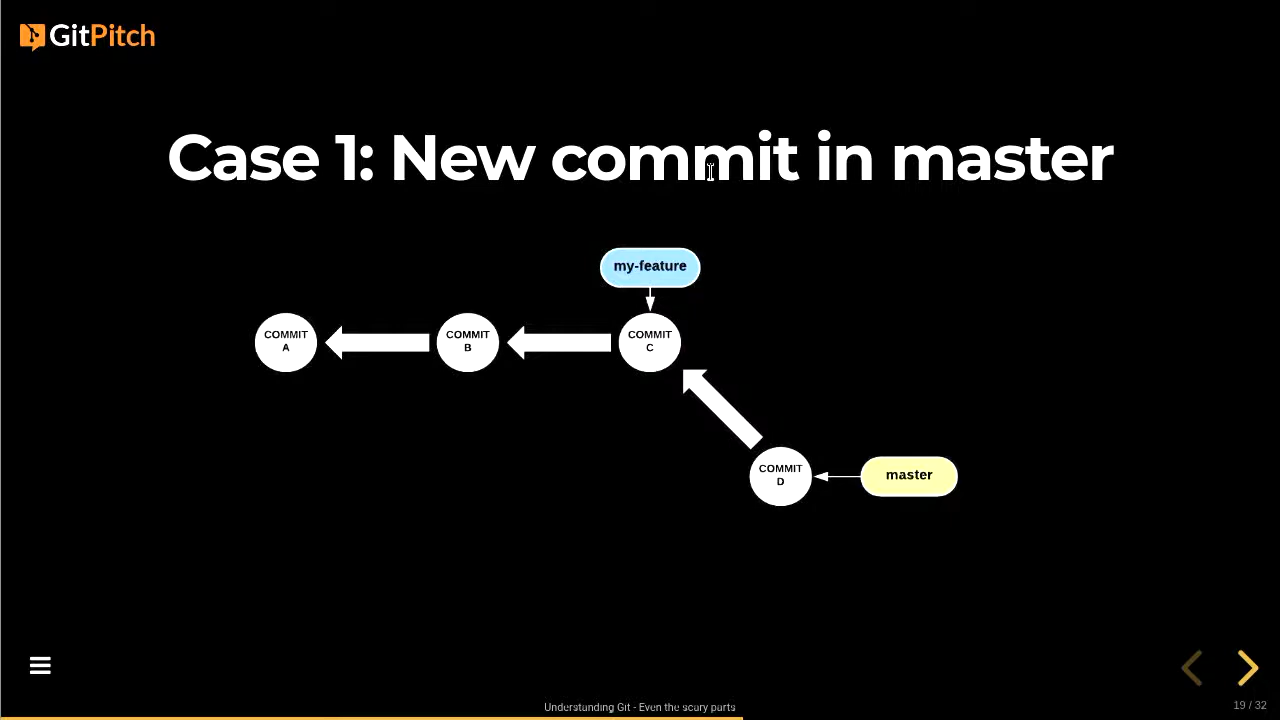 GitPitch
Case 1: New commit in master
my-feature
COMMIT
A
COMMIT
B
COMMIT
C
COMMIT
D
master
Understanding Git - Even the scary parts
19 / 32